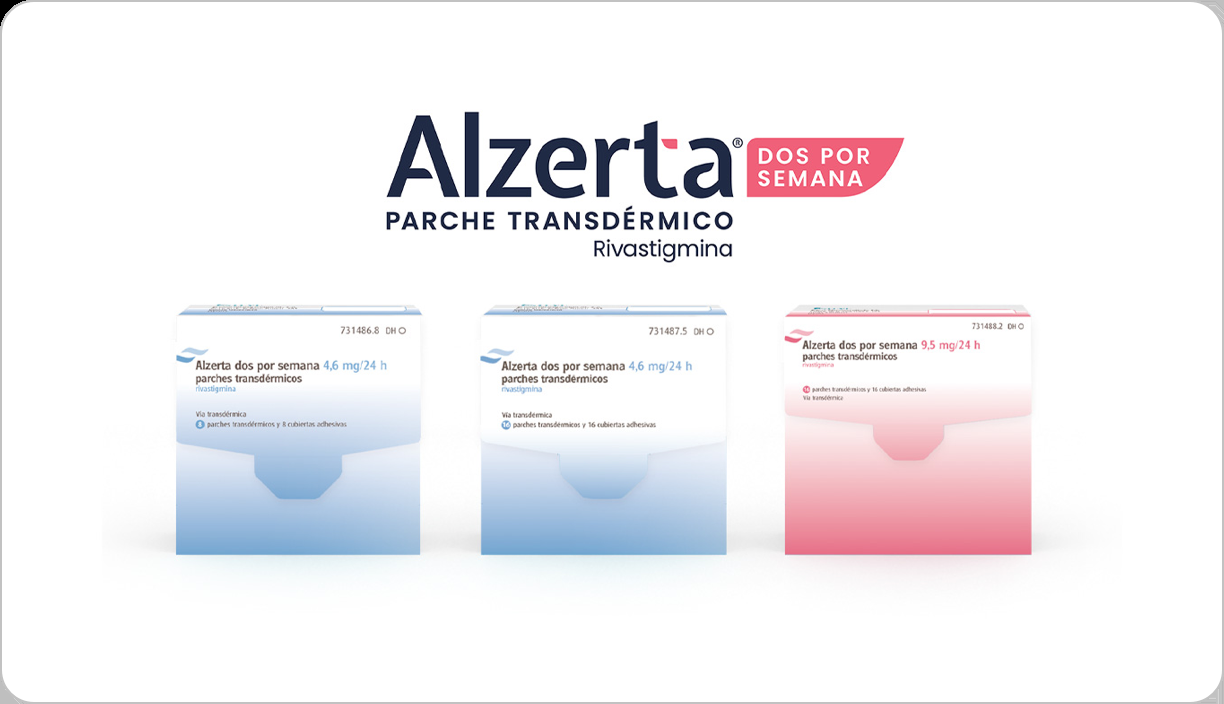 Alzerta®
DOS POR
SEMANA
PARCHE TRANSDÉRMICO
Rivastigmina
731486.8 DH O
Alzerta dos por semana 4,6 mg/24 h
parches transdérmicos
rivastigmina
Vía transdérmica
8 parches transdérmicos y 8 cubiertas adhesivas
731487.5 DH O
Alzerta dos por semana 4,6 mg/24 h
parches transdérmicos
rivastigmina
Vía transdérmica
16 parches transdérmicos y 16 cubiertas adhesivas
731488.2 DH O
Alzerta dos por semana 9,5 mg/24 h
parches transdérmicos
rivastigmina
16 parches transdérmicos y 16 cubiertas adhesivas
Vía transdérmica